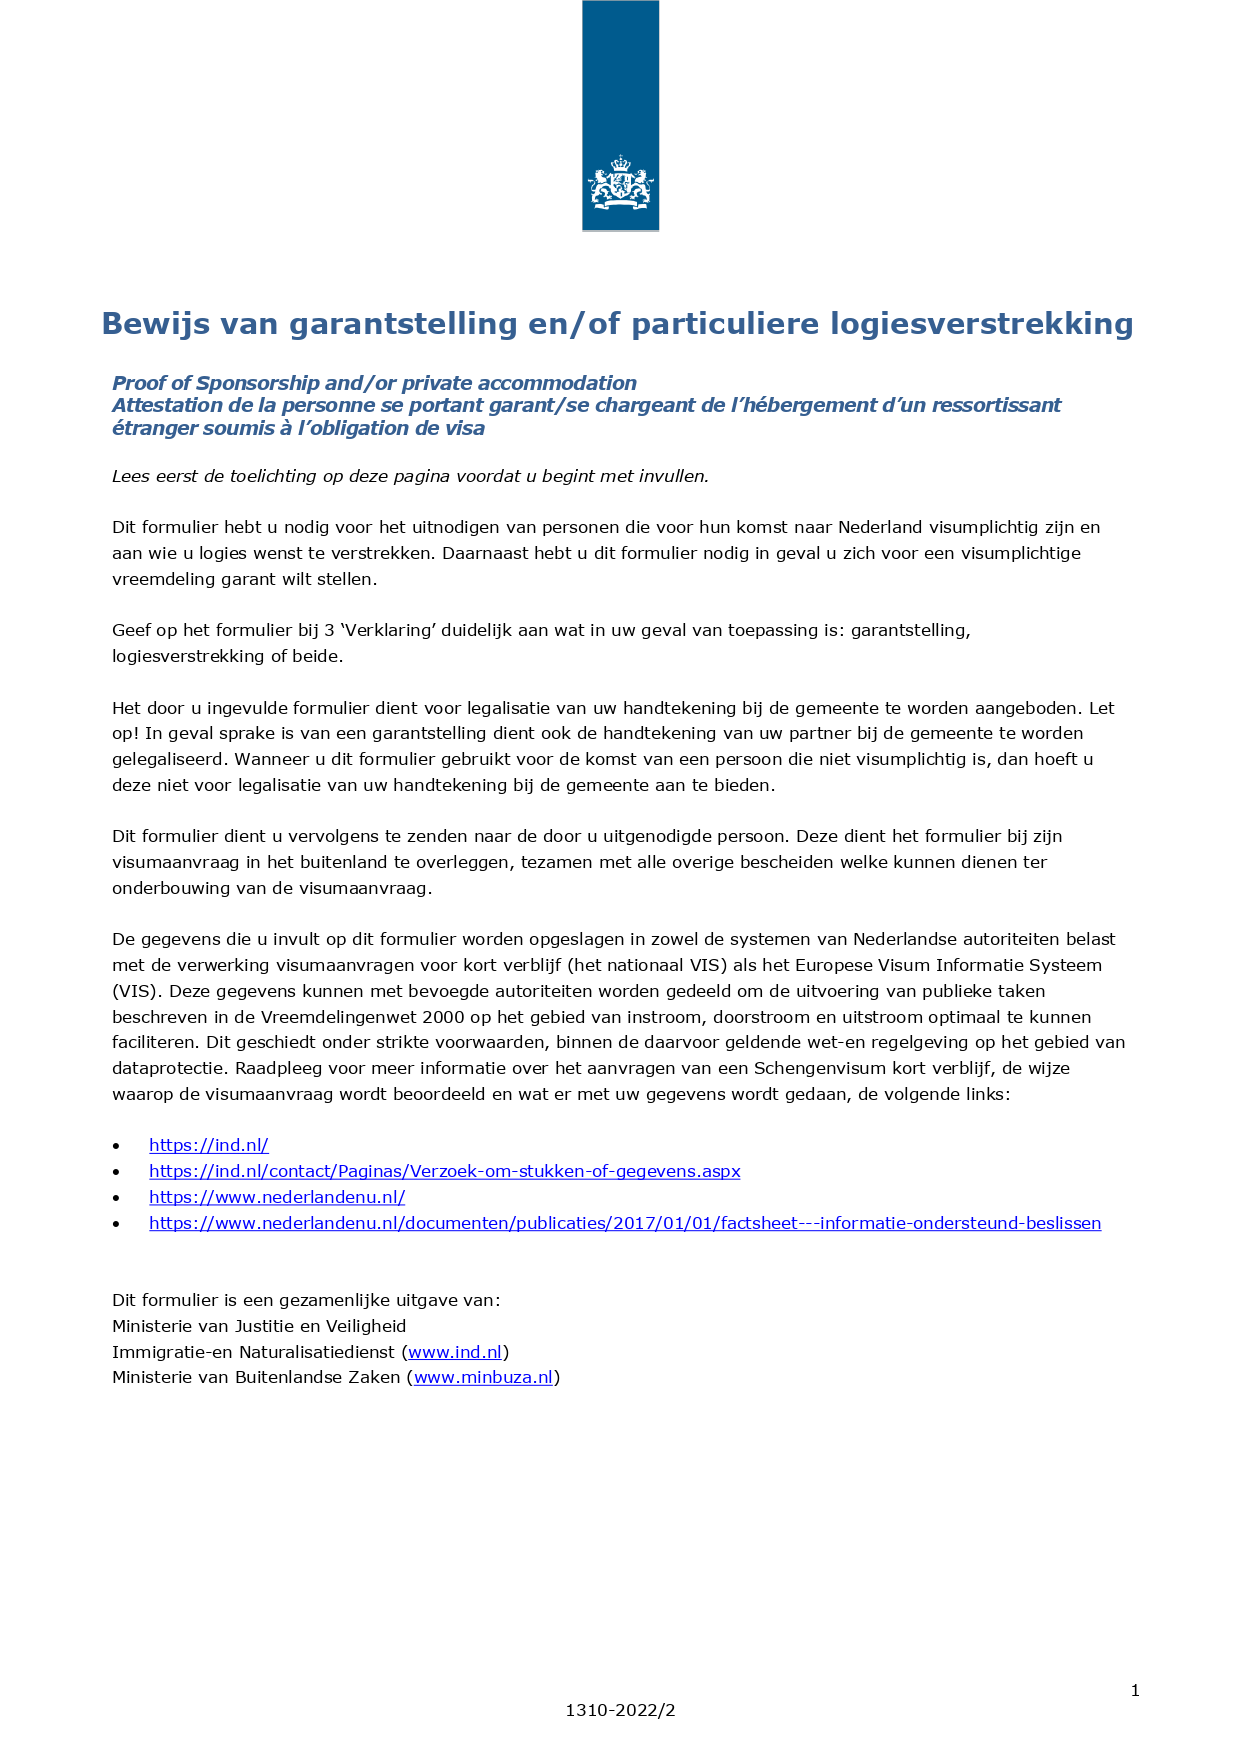 Bewijs van garantstelling en/of particuliere logiesverstrekking
Proof of Sponsorship and/or private accommodation
Attestation de la personne se portant garant/se chargeant de l’hébergement d’un ressortissant
étranger soumis à l’obligation de visa
Lees eerst de toelichting op deze pagina voordat u begint met invullen.
Dit formulier hebt u nodig voor het uitnodigen van personen die voor hun komst naar Nederland visumplichtig zijn en
aan wie u logies wenst te verstrekken. Daarnaast hebt u dit formulier nodig in geval u zich voor een visumplichtige
vreemdeling garant wilt stellen.
Geef op het formulier bij 3 ‘Verklaring’ duidelijk aan wat in uw geval van toepassing is: garantstelling,
logiesverstrekking of beide.
Het door u ingevulde formulier dient voor legalisatie van uw handtekening bij de gemeente te worden aangeboden. Let
op! In geval sprake is van een garantstelling dient ook de handtekening van uw partner bij de gemeente te worden
gelegaliseerd. Wanneer u dit formulier gebruikt voor de komst van een persoon die niet visumplichtig is, dan hoeft u
deze niet voor legalisatie van uw handtekening bij de gemeente aan te bieden.
Dit formulier dient u vervolgens te zenden naar de door u uitgenodigde persoon. Deze dient het formulier bij zijn
visumaanvraag in het buitenland te overleggen, tezamen met alle overige bescheiden welke kunnen dienen ter
onderbouwing van de visumaanvraag.
De gegevens die u invult op dit formulier worden opgeslagen in zowel de systemen van Nederlandse autoriteiten belast
met de verwerking visumaanvragen voor kort verblijf (het nationaal VIS) als het Europese Visum Informatie Systeem
(VIS). Deze gegevens kunnen met bevoegde autoriteiten worden gedeeld om de uitvoering van publieke taken
beschreven in de Vreemdelingenwet 2000 op het gebied van instroom, doorstroom en uitstroom optimaal te kunnen
faciliteren. Dit geschiedt onder strikte voorwaarden, binnen de daarvoor geldende wet-en regelgeving op het gebied van
dataprotectie. Raadpleeg voor meer informatie over het aanvragen van een Schengenvisum kort verblijf, de wijze
waarop de visumaanvraag wordt beoordeeld en wat er met uw gegevens wordt gedaan, de volgende links:
• https://ind.nl/
• https://ind.nl/contact/Paginas/Verzoek-om-stukken-of-gegevens.aspx
• https://www.nederlandenu.nl/
• https://www.nederlandenu.nl/documenten/publicaties/2017/01/01/factsheet---informatie-ondersteund-beslissen
Dit formulier is een gezamenlijke uitgave van:
Ministerie van Justitie en Veiligheid
Immigratie-en Naturalisatiedienst (www.ind.nl)
Ministerie van Buitenlandse Zaken (www.minbuza.nl)
1
1310-2022/2